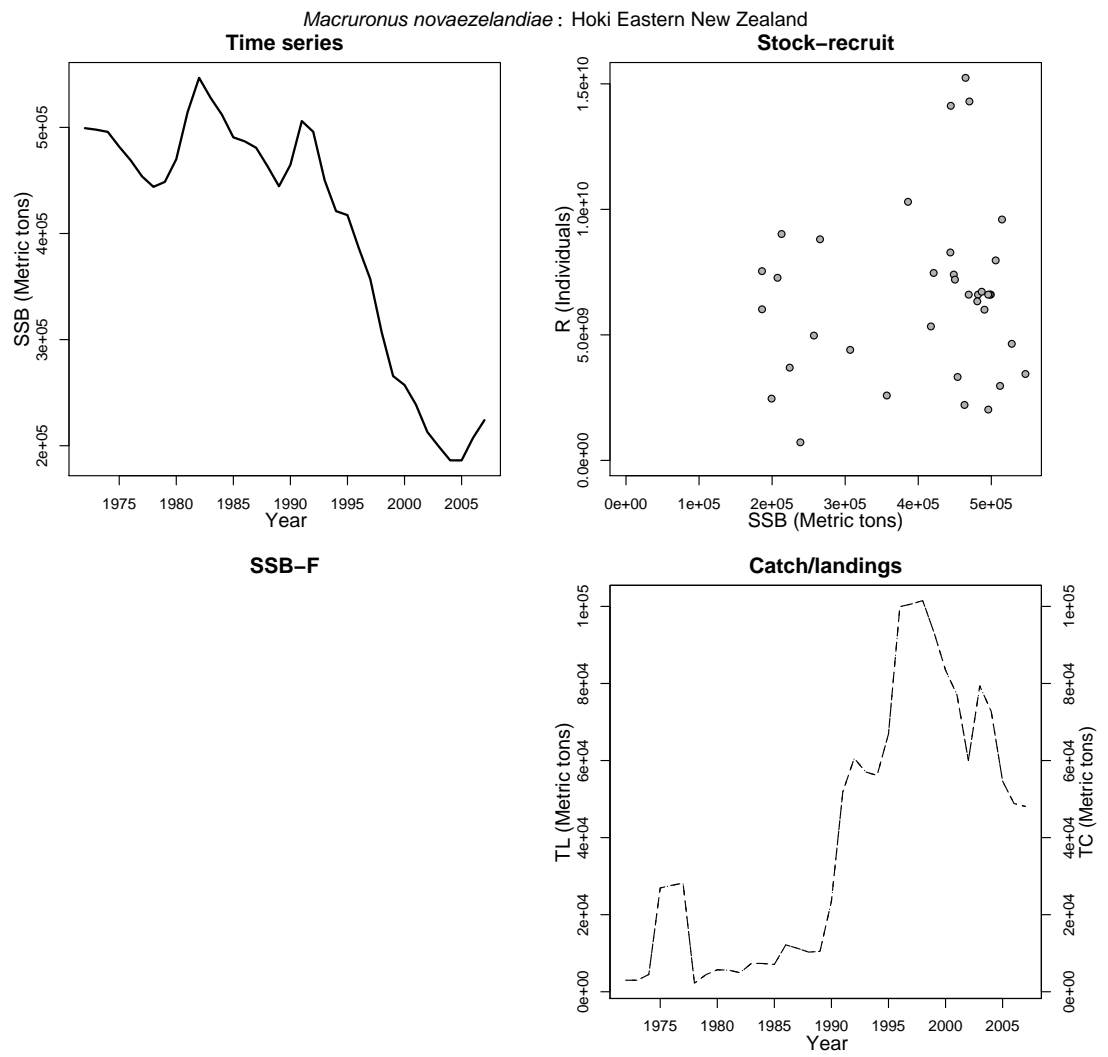 Macruronus novaezelandiae : Hoki Eastern New Zealand
Time series
SSB (Metric tons)
5e+05
4e+05
3e+05
2e+05
1975 1980 1985 1990 1995 2000 2005
Year
Stock−recruit
R (Individuals)
1.5e+10
1.0e+10
5.0e+09
0.0e+00
0e+00 1e+05 2e+05 3e+05 4e+05 5e+05
SSB (Metric tons)
SSB−F
Catch/landings
TL (Metric tons)
1e+05
8e+04
6e+04
4e+04
2e+04
0e+00
1975 1980 1985 1990 1995 2000 2005
Year
1e+05
8e+04
6e+04
4e+04
2e+04
0e+00
TC (Metric tons)